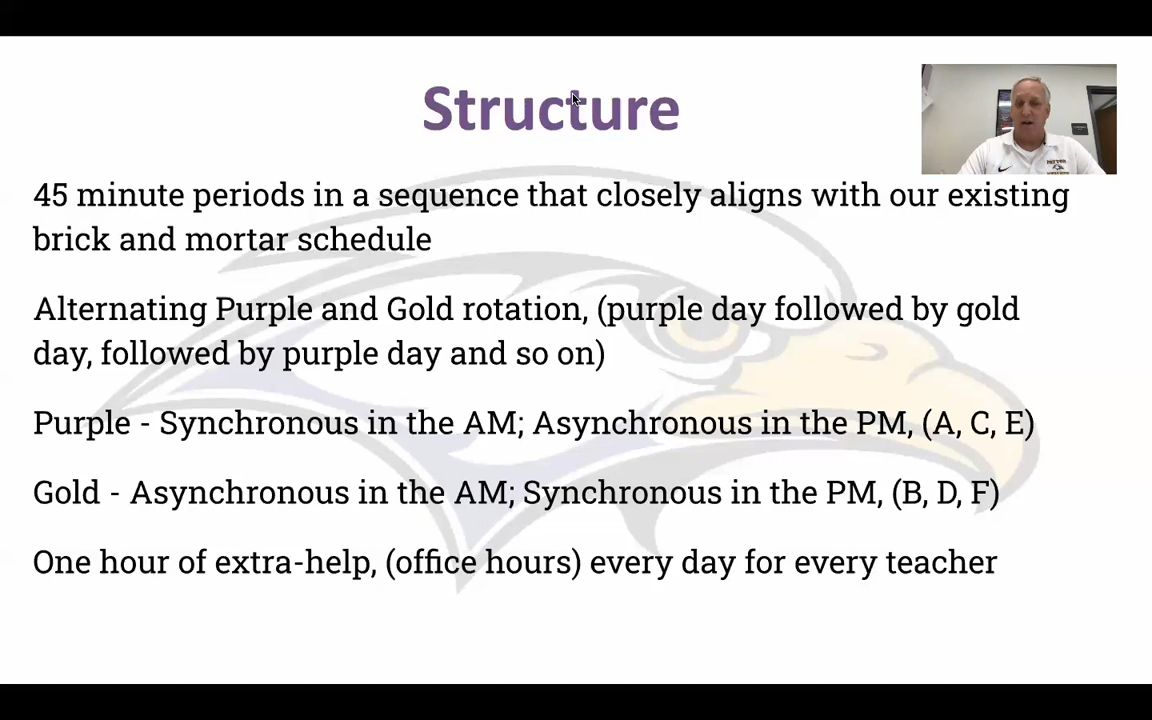 Structure
45 minute periods in a sequence that closely aligns with our existing
brick and mortar schedule
Alternating Purple and Gold rotation, (purple day followed by gold
day, followed by purple day and so on)
Purple - Synchronous in the AM; Asynchronous in the PM, (A, C, E)
Gold - Asynchronous in the AM; Synchronous in the PM, (B, D, F)
One hour of extra-help, (office hours) every day for every teacher